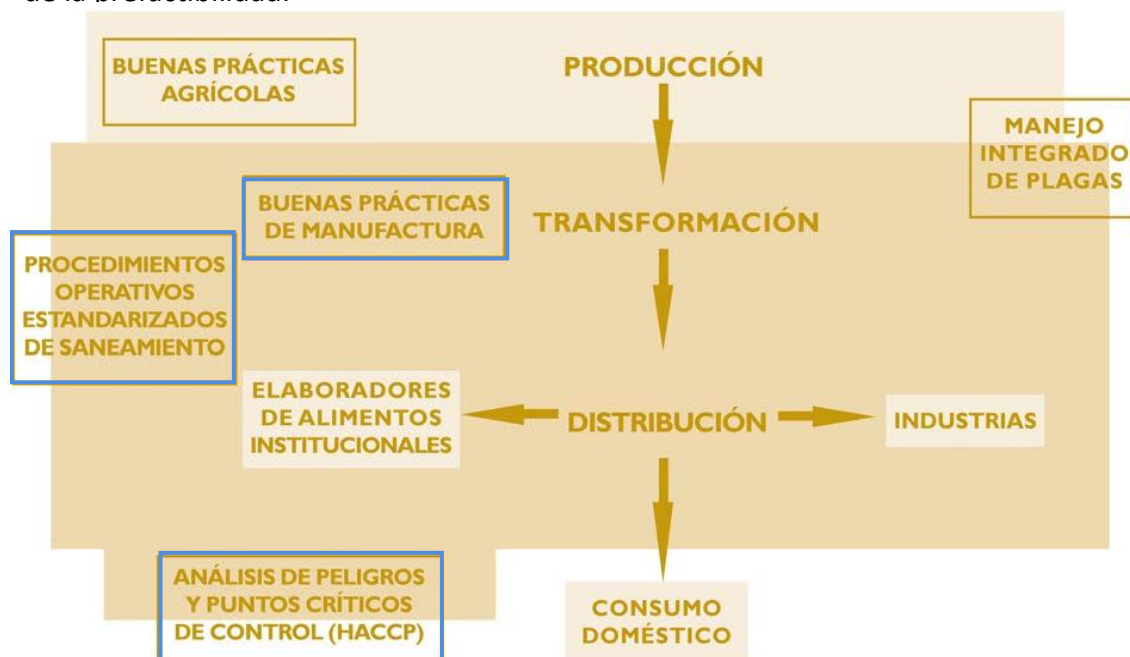 BUENAS PRÁCTICAS
AGRÍCOLAS
PRODUCCIÓN
MANEJO
INTEGRADO
DE PLAGAS
BUENAS PRÁCTICAS
DE MANUFACTURA
TRANSFORMACIÓN
PROCEDIMIENTOS
OPERATIVOS
ESTANDARIZADOS
DE SANEAMIENTO
ELABORADORES
DE ALIMENTOS
INSTITUCIONALES
DISTRIBUCIÓN
INDUSTRIAS
ANÁLISIS DE PELIGROS
Y PUNTOS CRÍTICOS
DE CONTROL (HACCP)
CONSUMO
DOMÉSTICO